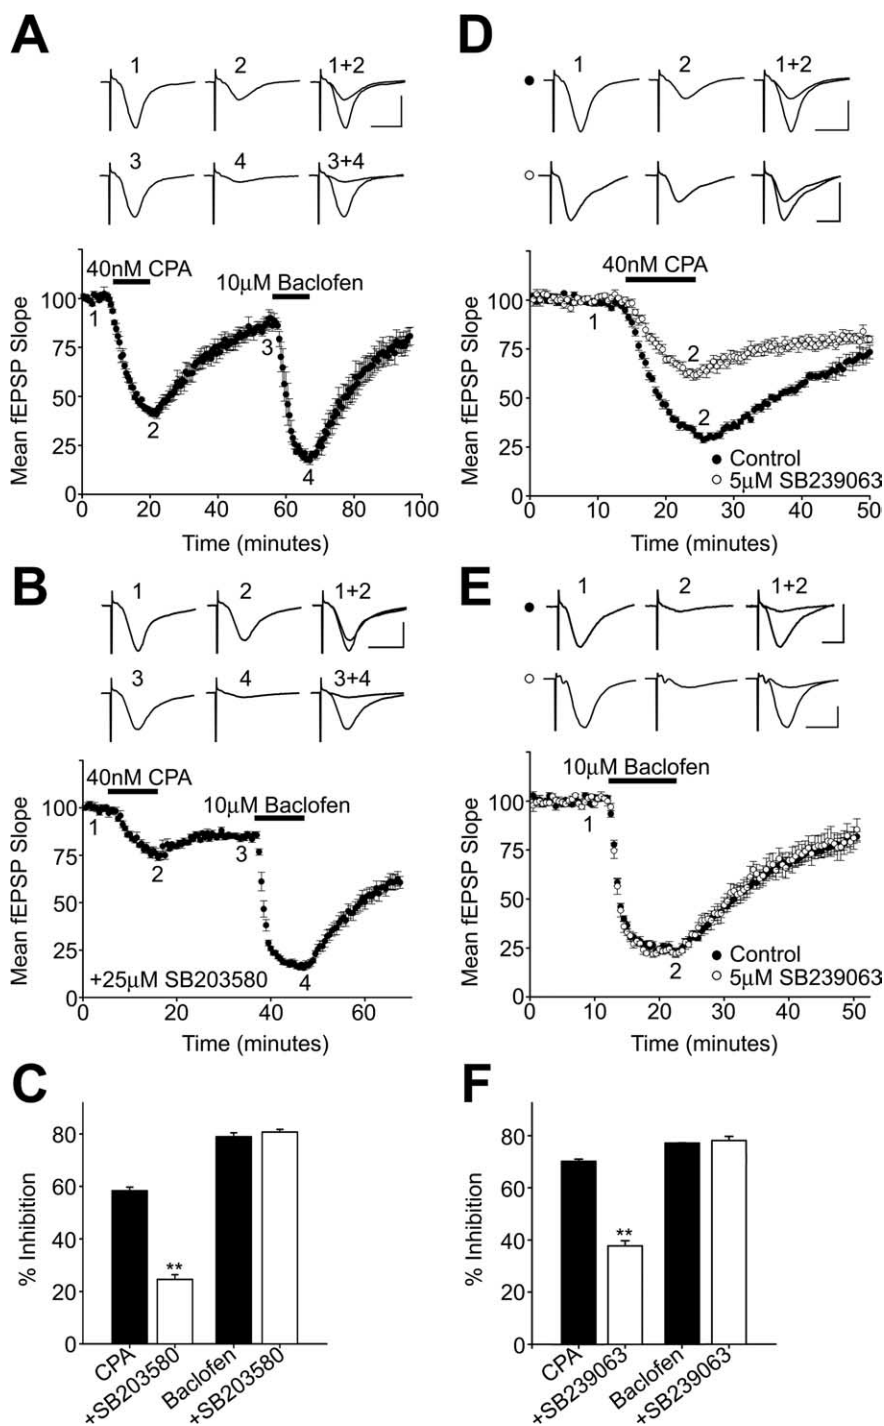 A
1 2 1+2
3 4 3+4
40nM CPA
10μM Baclofen
100
75
50
25
0
1
2
3
4
Mean fEPSP Slope
0 20 40 60 80 100
Time (minutes)
B
1 2 1+2
3 4 3+4
40nM CPA
10μM Baclofen
100
75
50
25
0
1
2
3
4
Mean fEPSP Slope
+25μM SB203580
0 20 40 60
Time (minutes)
C
80
60
40
20
0
% Inhibition
**
CPA
+SB203580
Baclofen
+SB203580
D
1 2 1+2
40nM CPA
100
75
50
25
0
1
2
2
Mean fEPSP Slope
Control
5μM SB239063
0 10 20 30 40 50
Time (minutes)
E
1 2 1+2
10μM Baclofen
100
75
50
25
0
1
2
Mean fEPSP Slope
Control
5μM SB239063
0 10 20 30 40 50
Time (minutes)
F
80
60
40
20
0
% Inhibition
**
CPA
+SB239063
Baclofen
+SB239063